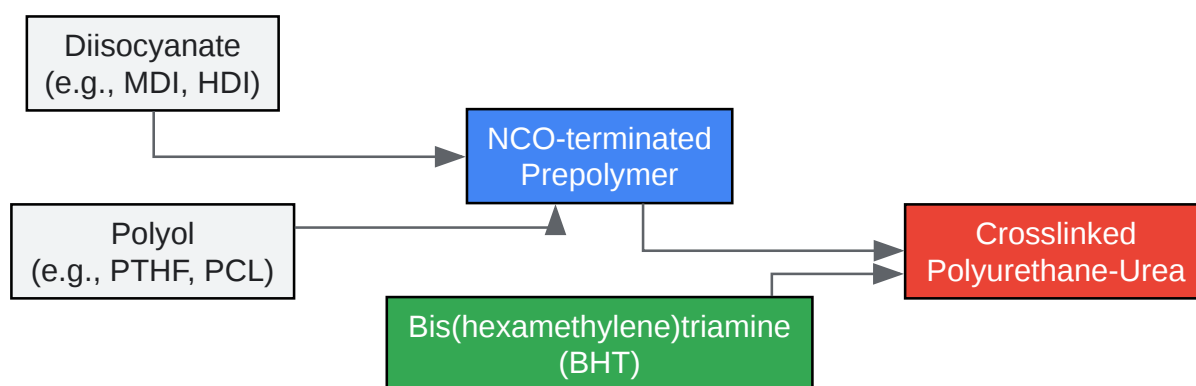 Diisocyanate
(e.g., MDI, HDI)
NCO-terminated
Prepolymer
Polyol
(e.g., PTHF, PCL)
Crosslinked
Polyurethane-Urea
Bis(hexamethylene)triamine
(BHT)